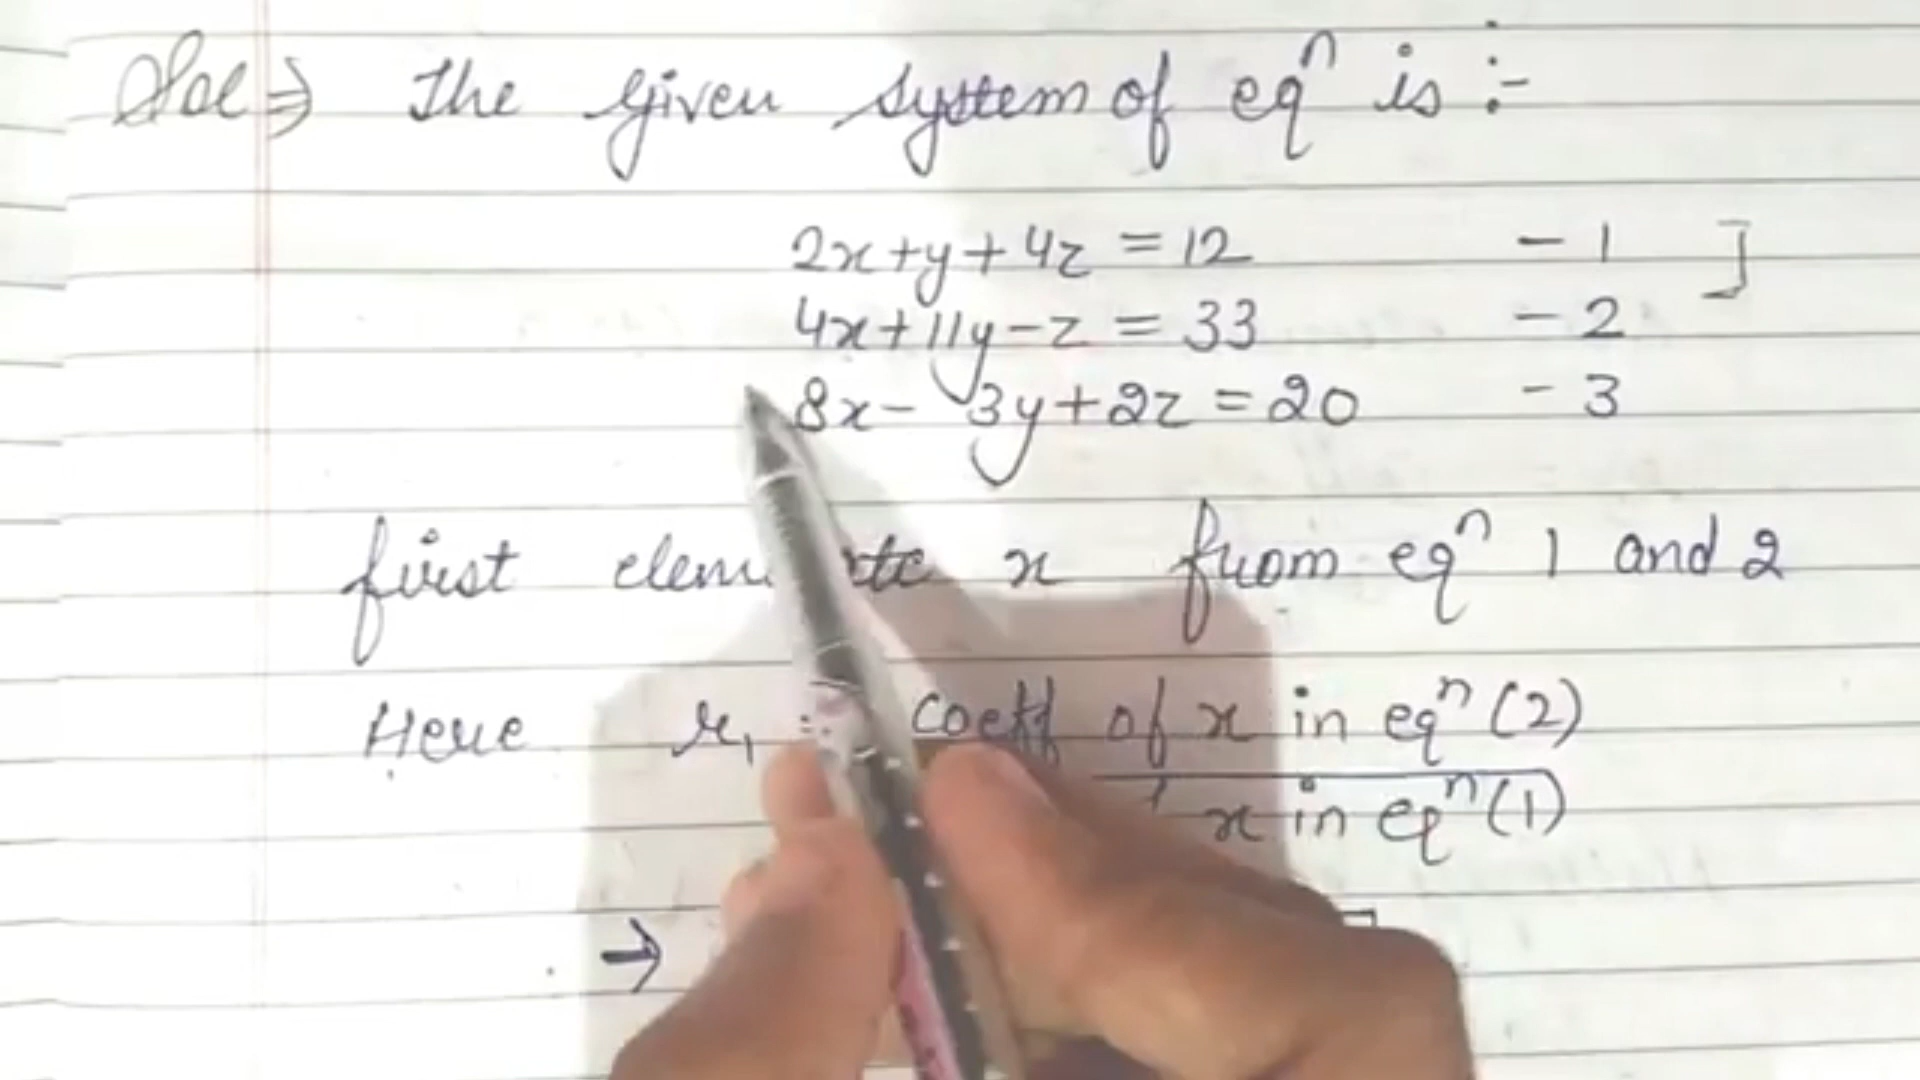 Sol ⇒ The given system of eqⁿ is :-
2x+y+4z = 12 - 1 ]
4x+11y-z = 33 - 2
8x- 3y+2z = 20 - 3
first x from eqⁿ 1 and 2
Here r₁ = coeff of x in eqⁿ (2)
x in eqⁿ (1)
→